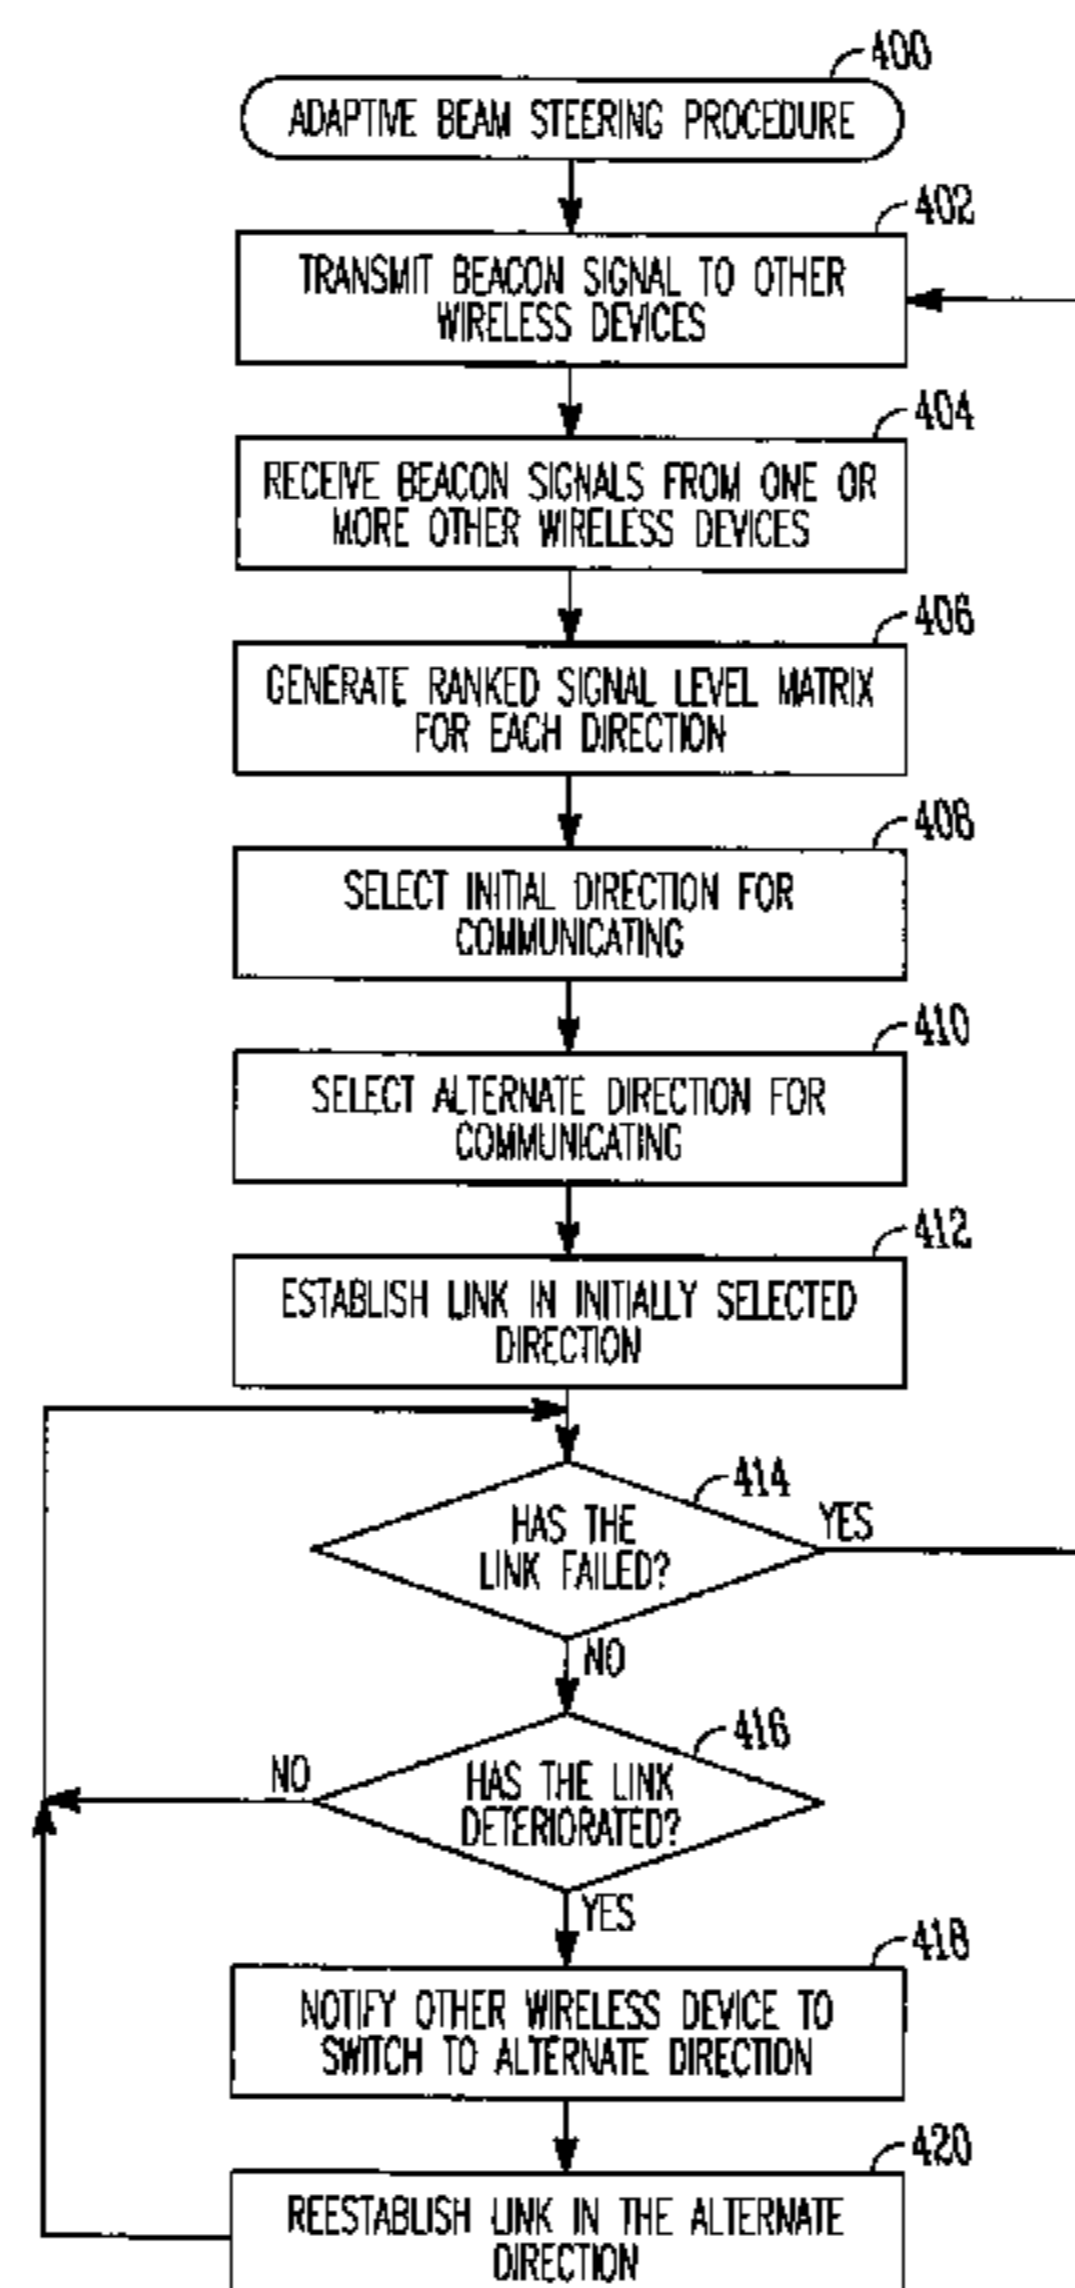 400
ADAPTIVE BEAM STEERING PROCEDURE
402
TRANSMIT BEACON SIGNAL TO OTHER
WIRELESS DEVICES
404
RECEIVE BEACON SIGNALS FROM ONE OR
MORE OTHER WIRELESS DEVICES
406
GENERATE RANKED SIGNAL LEVEL MATRIX
FOR EACH DIRECTION
408
SELECT INITIAL DIRECTION FOR
COMMUNICATING
410
SELECT ALTERNATE DIRECTION FOR
COMMUNICATING
412
ESTABLISH LINK IN INITIALLY SELECTED
DIRECTION
414
HAS THE
LINK FAILED?
YES
NO
416
HAS THE LINK
DETERIORATED?
NO
YES
418
NOTIFY OTHER WIRELESS DEVICE TO
SWITCH TO ALTERNATE DIRECTION
420
REESTABLISH LINK IN THE ALTERNATE
DIRECTION